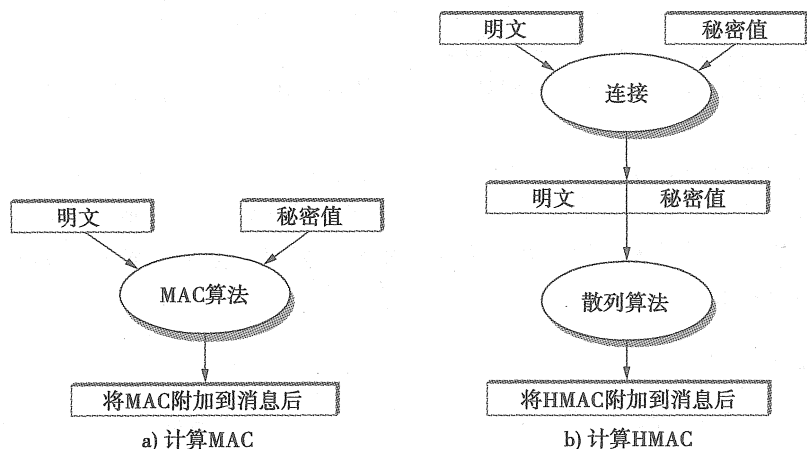 明文
秘密值
MAC算法
将MAC附加到消息后
a) 计算MAC
明文
秘密值
连接
明文
秘密值
散列算法
将HMAC附加到消息后
b) 计算HMAC